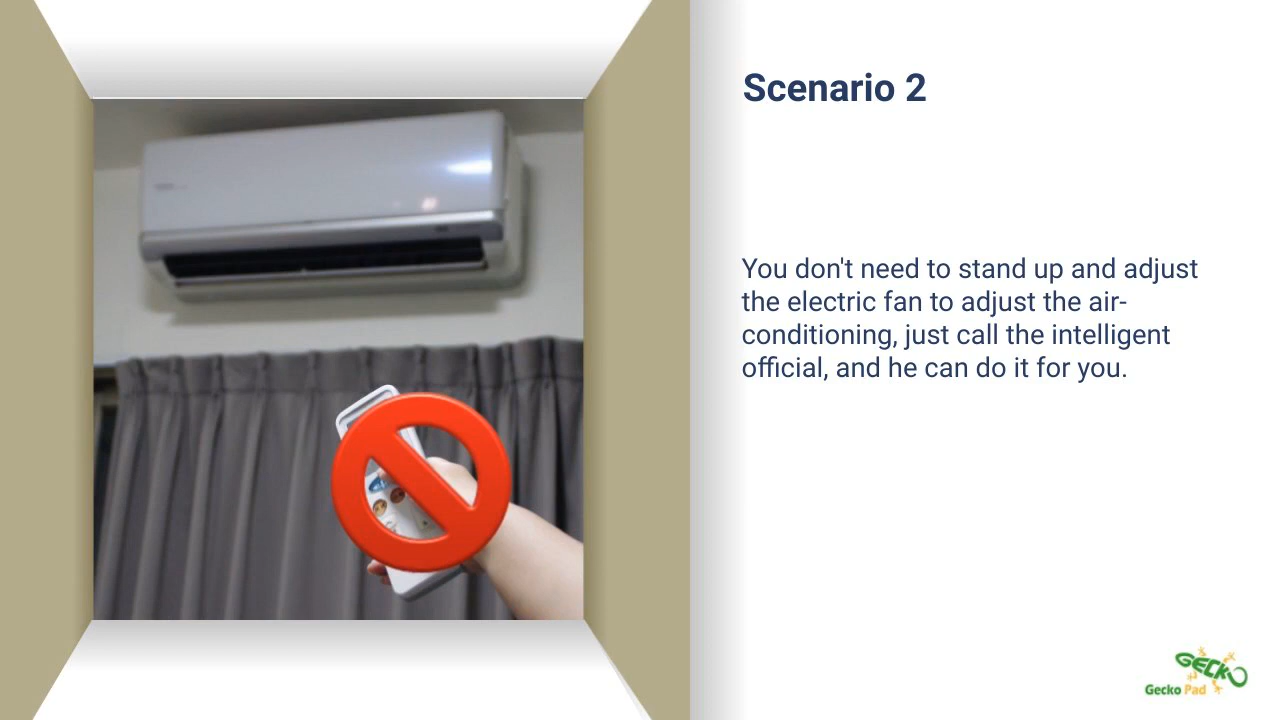 Scenario 2
You don't need to stand up and adjust
the electric fan to adjust the air-
conditioning, just call the intelligent
official, and he can do it for you.
GECKO
Gecko Pad